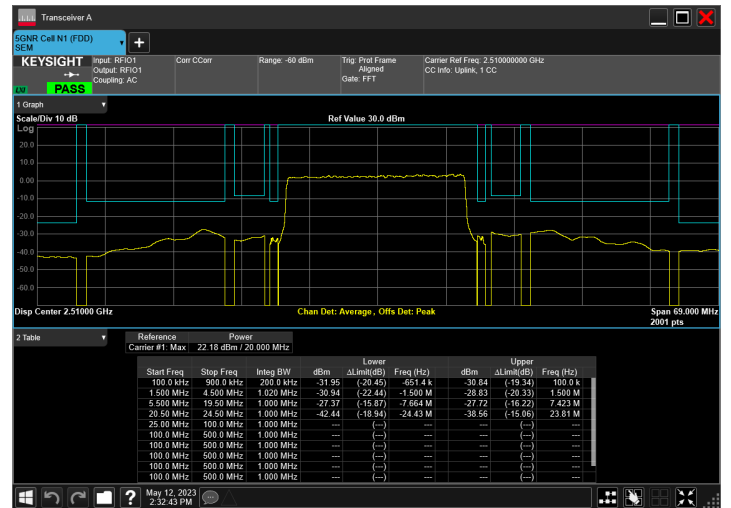 Transceiver A
5GNR Cell N1 (FDD)
SEM
KEYSIGHT
LXI
PASS
Input: RFIO1
Output: RFIO1
Coupling: AC
Corr CCorr
Range: -60 dBm
Trig: Prot Frame
Aligned
Gate: FFT
Carrier Ref Freq: 2.510000000 GHz
CC Info: Uplink, 1 CC
1 Graph
Scale/Div 10 dB
Ref Value 30.0 dBm
Log
20.0
10.0
0.00
-10.0
-20.0
-30.0
-40.0
-50.0
-60.0
Disp Center 2.51000 GHz
Chan Det: Average, Offs Det: Peak
Span 69.000 MHz
2001 pts
2 Table
Reference Power
Carrier #1: Max 22.18 dBm / 20.000 MHz
Lower Upper
Start Freq Stop Freq Integ BW dBm ΔLimit(dB) Freq (Hz) dBm ΔLimit(dB) Freq (Hz)
100.0 kHz 900.0 kHz 200.0 kHz -31.95 (-20.45) -651.4 k -30.84 (-19.34) 100.0 k
1.500 MHz 4.500 MHz 1.020 MHz -30.94 (-22.44) -1.500 M -28.83 (-20.33) 1.500 M
5.500 MHz 19.50 MHz 1.000 MHz -27.37 (-15.87) -7.664 M -27.72 (-16.22) 7.423 M
20.50 MHz 24.50 MHz 1.000 MHz -42.44 (-18.94) -24.43 M -38.56 (-15.06) 23.81 M
25.00 MHz 100.0 MHz 1.000 MHz --- (---) --- --- (---) ---
100.0 MHz 500.0 MHz 1.000 MHz --- (---) --- --- (---) ---
100.0 MHz 500.0 MHz 1.000 MHz --- (---) --- --- (---) ---
100.0 MHz 500.0 MHz 1.000 MHz --- (---) --- --- (---) ---
100.0 MHz 500.0 MHz 1.000 MHz --- (---) --- --- (---) ---
100.0 MHz 500.0 MHz 1.000 MHz --- (---) --- --- (---) ---
?
May 12, 2023
2:32:43 PM